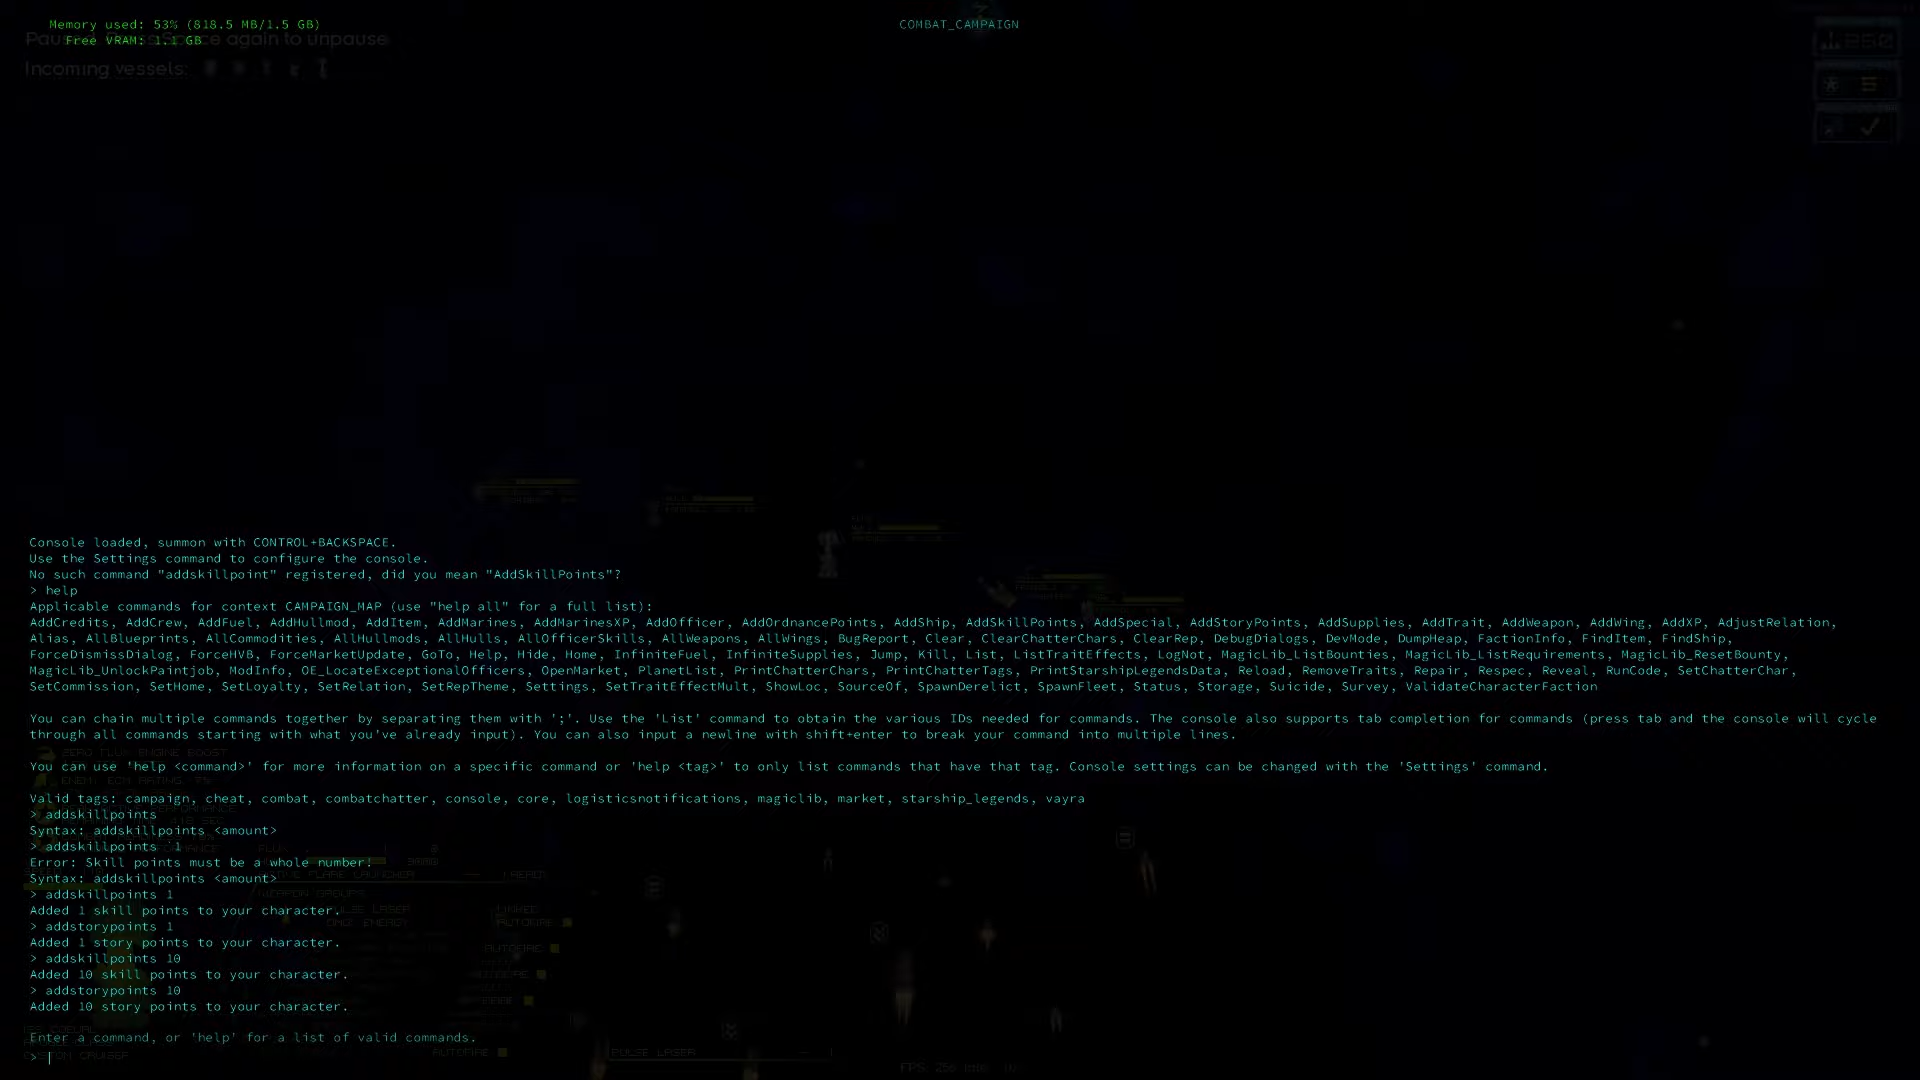 Memory used: 53% (818.5 MB/1.5 GB)
COMBAT_CAMPAIGN
Free VRAM: 1.1 GB
again to unpause
Incoming vessels:
Console loaded, summon with CONTROL+BACKSPACE.
Use the Settings command to configure the console.
No such command "addskillpoint" registered, did you mean "AddSkillPoints"?
> help
Applicable commands for context CAMPAIGN_MAP (use "help all" for a full list):
AddCredits, AddCrew, AddFuel, AddHullmod, AddItem, AddMarines, AddMarinesXP, AddOfficer, AddOrdnancePoints, AddShip, AddSkillPoints, AddSpecial, AddStoryPoints, AddSupplies, AddTrait, AddWeapon, AddWing, AddXP, AdjustRelation,
Alias, AllBlueprints, AllCommodities, AllHullmods, AllHulls, AllOfficerSkills, AllWeapons, AllWings, BugReport, Clear, ClearChatterChars, ClearRep, DebugDialogs, DevMode, DumpHeap, FactionInfo, FindItem, FindShip,
ForceDismissDialog, ForceHVB, ForceMarketUpdate, GoTo, Help, Hide, Home, InfiniteFuel, InfiniteSupplies, Jump, Kill, List, ListTraitEffects, LogNot, MagicLib_ListBounties, MagicLib_ListRequirements, MagicLib_ResetBounty,
MagicLib_UnlockPaintjob, ModInfo, OE_LocateExceptionalOfficers, OpenMarket, PlanetList, PrintChatterChars, PrintChatterTags, PrintStarshipLegendsData, Reload, RemoveTraits, Repair, Respec, Reveal, RunCode, SetChatterChar,
SetCommission, SetHome, SetLoyalty, SetRelation, SetRepTheme, Settings, SetTraitEffectMult, ShowLoc, SourceOf, SpawnDerelict, SpawnFleet, Status, Storage, Suicide, Survey, ValidateCharacterFaction
You can chain multiple commands together by separating them with ';'. Use the 'List' command to obtain the various IDs needed for commands. The console also supports tab completion for commands (press tab and the console will cycle
through all commands starting with what you've already input). You can also input a newline with shift+enter to break your command into multiple lines.
ZERO FLUX ENGINE BOOST
You can use 'help <command>' for more information on a specific command or 'help <tag>' to only list commands that have that tag. Console settings can be changed with the 'Settings' command.
Valid tags: campaign, cheat, combat, combatchatter, console, core, logisticsnotifications, magiclib, market, starship_legends, vayra
> addskillpoints
Syntax: addskillpoints <amount>
> addskillpoints `1
Error: Skill points must be a whole number!
Syntax: addskillpoints <amount>
> addskillpoints 1
Added 1 skill points to your character.
> addstorypoints 1
Added 1 story points to your character.
> addskillpoints 10
Added 10 skill points to your character.
> addstorypoints 10
Added 10 story points to your character.
Enter a command, or 'help' for a list of valid commands.
> |
PULSE LASER